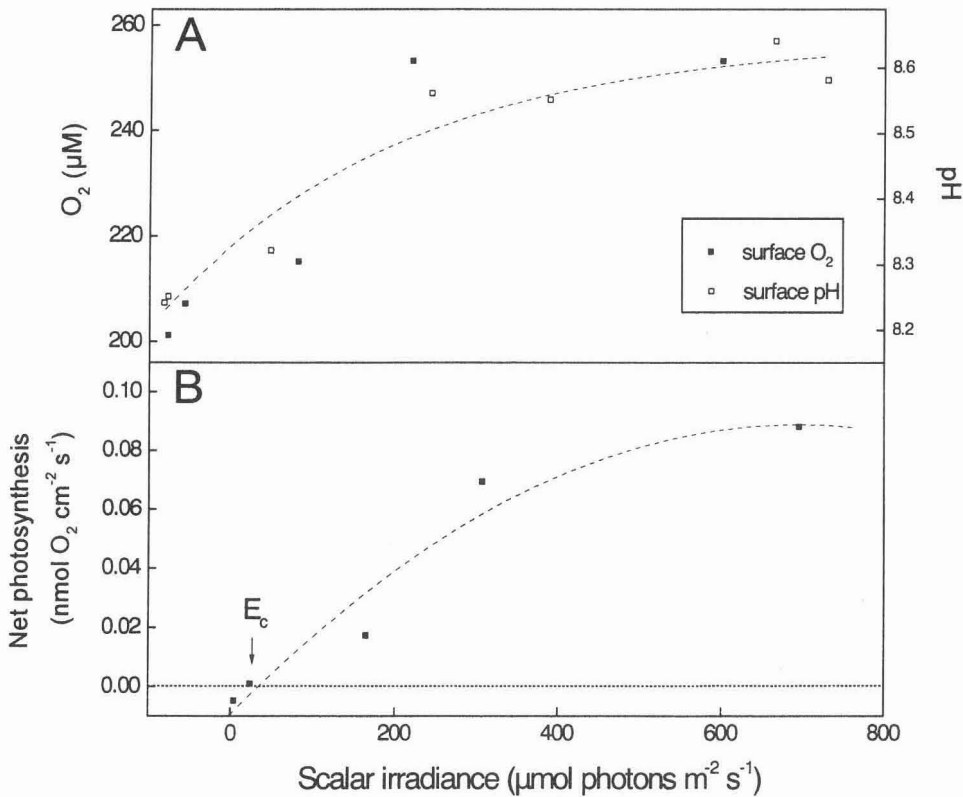 A
260
240
220
200
O₂ (µM)
8.6
8.5
8.4
8.3
8.2
pH
surface O₂
surface pH
B
0.10
0.08
0.06
0.04
0.02
0.00
Net photosynthesis
(nmol O₂ cm⁻² s⁻¹)
E꜀
0 200 400 600 800
Scalar irradiance (µmol photons m⁻² s⁻¹)